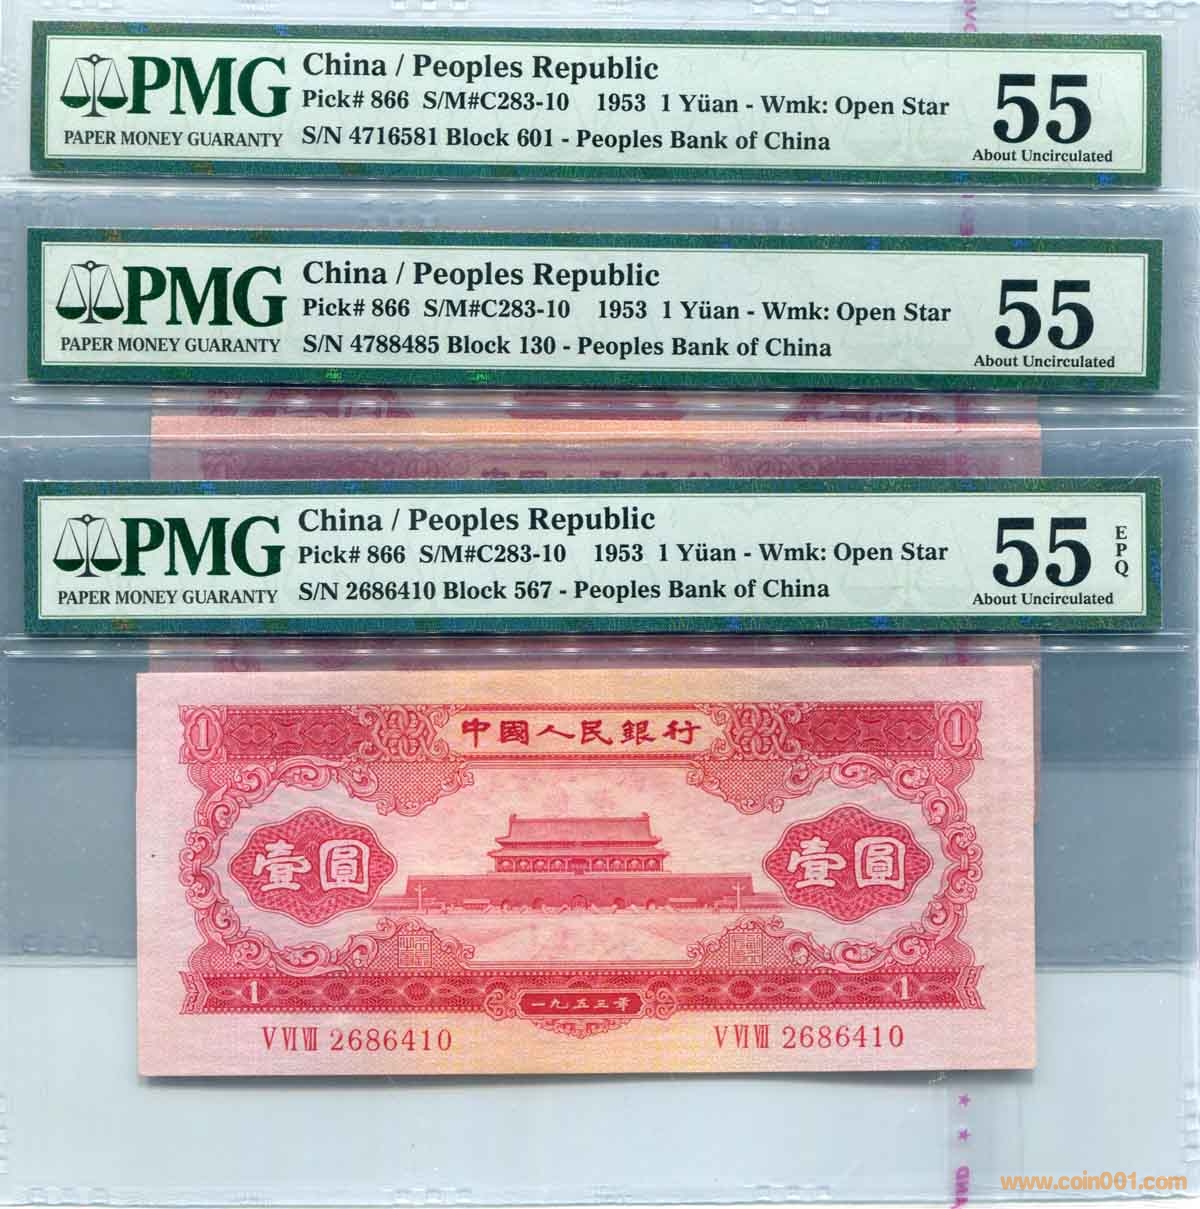 PMG
PAPER MONEY GUARANTY
China / Peoples Republic
Pick# 866 S/M#C283-10 1953 1 Yüan - Wmk: Open Star
S/N 4716581 Block 601 - Peoples Bank of China
55
About Uncirculated
PMG
PAPER MONEY GUARANTY
China / Peoples Republic
Pick# 866 S/M#C283-10 1953 1 Yüan - Wmk: Open Star
S/N 4788485 Block 130 - Peoples Bank of China
55
About Uncirculated
PMG
PAPER MONEY GUARANTY
China / Peoples Republic
Pick# 866 S/M#C283-10 1953 1 Yüan - Wmk: Open Star
S/N 2686410 Block 567 - Peoples Bank of China
55
EPQ
About Uncirculated
1 中國人民銀行 1
壹圓 壹圓
1 一九五三年 1
V VI VII 2686410 V VI VII 2686410
www.coin001.com